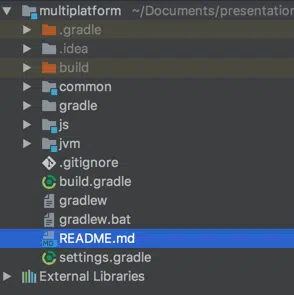 multiplatform ~/Documents/presentation
.gradle
.idea
build
common
gradle
js
jvm
.gitignore
build.gradle
gradlew
gradlew.bat
README.md
settings.gradle
External Libraries